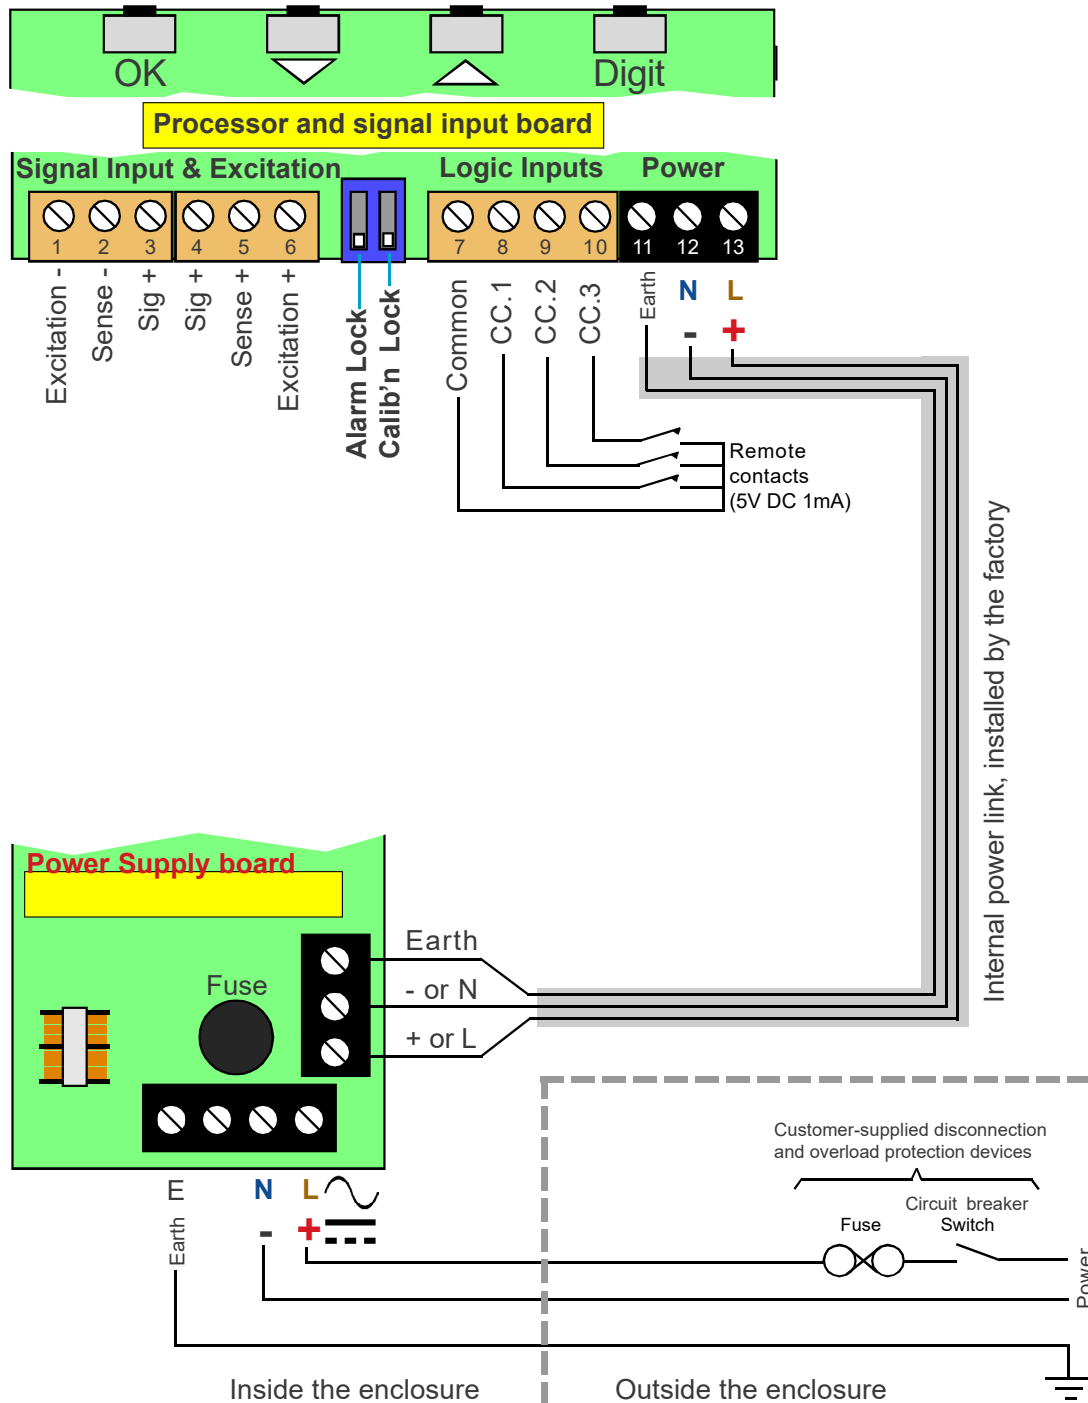 OK
Digit
Processor and signal input board
Signal Input & Excitation
Logic Inputs
Power
1 2 3 4 5 6
7 8 9 10 11 12 13
Excitation -
Sense -
Sig +
Sig +
Sense +
Excitation +
Alarm Lock
Calib’n Lock
Common
CC.1
CC.2
CC.3
Earth
N
L
-
+
Remote
contacts
(5V DC 1mA)
Internal power link, installed by the factory
Power Supply board
Fuse
Earth
- or N
+ or L
E
N
L
Earth
-
+
Customer-supplied disconnection
and overload protection devices
Circuit breaker
Fuse
Switch
Power
Inside the enclosure
Outside the enclosure